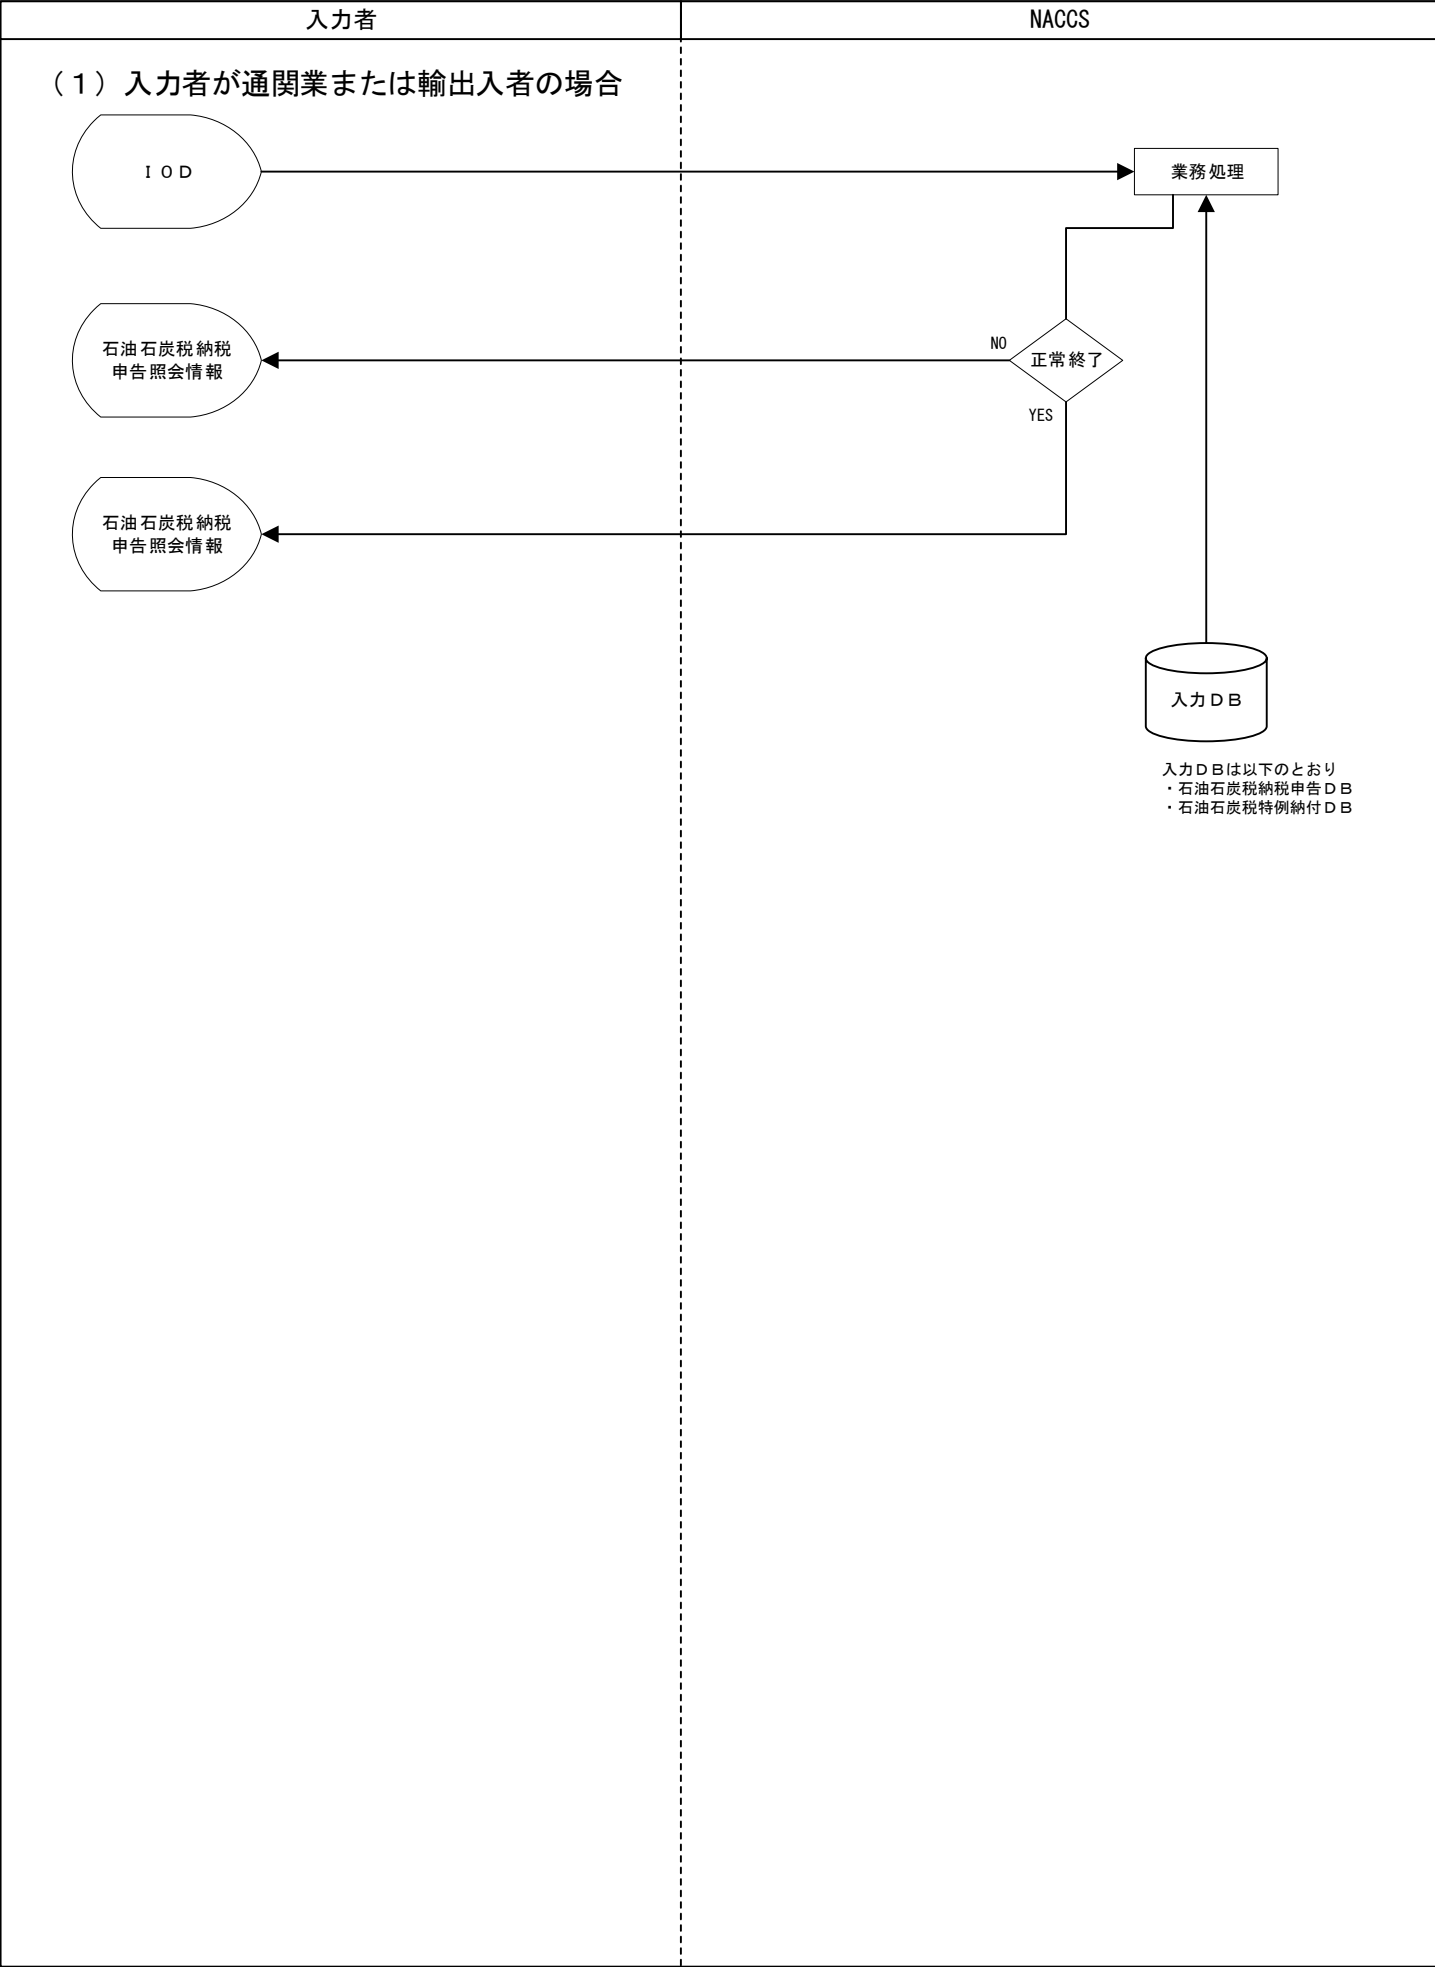 入力者
NACCS
（１）入力者が通関業または輸出入者の場合
ＩＯＤ
業務処理
石油石炭税納税
申告照会情報
NO
正常終了
YES
石油石炭税納税
申告照会情報
入力ＤＢ
入力ＤＢは以下のとおり
・石油石炭税納税申告ＤＢ
・石油石炭税特例納付ＤＢ